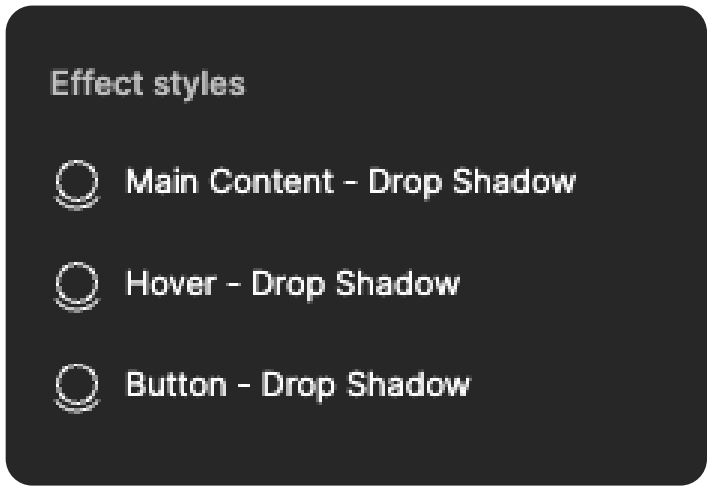 Effect styles
Main Content - Drop Shadow
Hover - Drop Shadow
Button - Drop Shadow